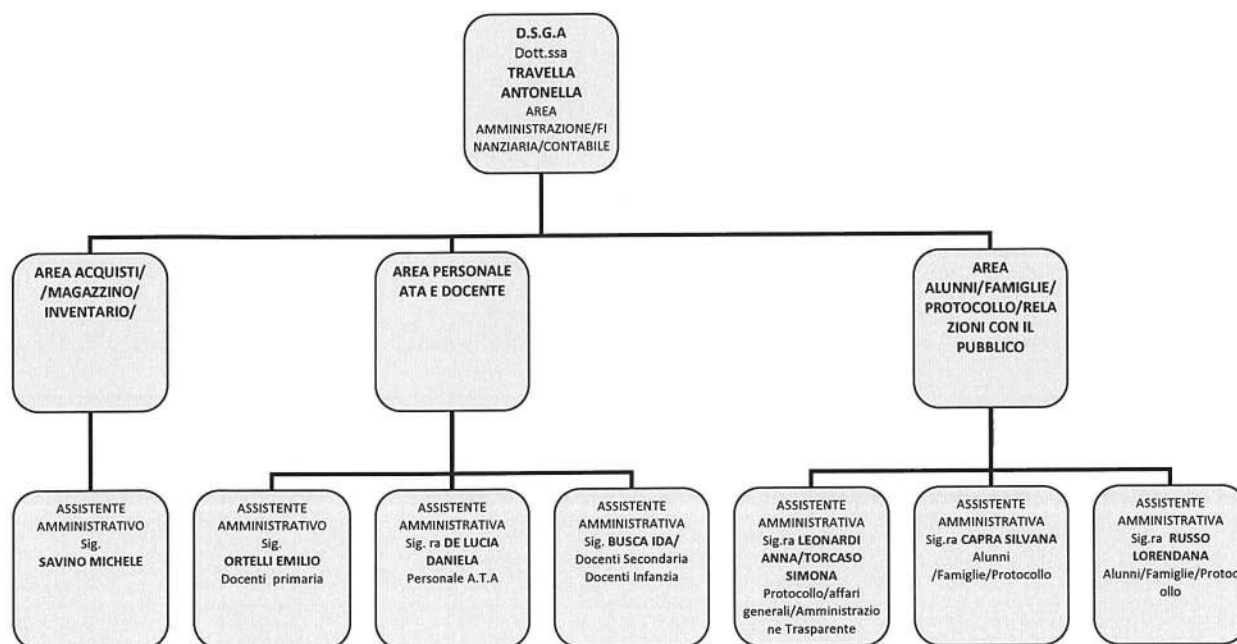 D.S.G.A
Dott.ssa
TRAVELLA
ANTONELLA
AREA
AMMINISTRAZIONE/FI
NANZIARIA/CONTABILE
AREA ACQUISTI/
/MAGAZZINO/
INVENTARIO/
AREA PERSONALE
ATA E DOCENTE
AREA
ALUNNI/FAMIGLIE/
PROTOCOLLO/RELA
ZIONI CON IL
PUBBLICO
ASSISTENTE
AMMINISTRATIVO
Sig.
SAVINO MICHELE
ASSISTENTE
AMMINISTRATIVO
Sig.
ORTELLI EMILIO
Docenti primaria
ASSISTENTE
AMMINISTRATIVA
Sig. ra DE LUCIA
DANIELA
Personale A.T.A
ASSISTENTE
AMMINISTRATIVA
Sig. BUSCA IDA/
Docenti Secondaria
Docenti Infanzia
ASSISTENTE
AMMINISTRATIVA
Sig.ra LEONARDI
ANNA/TORCASO
SIMONA
Protocollo/affari
generali/Amministrazio
ne Trasparente
ASSISTENTE
AMMINISTRATIVA
Sig.ra CAPRA SILVANA
Alunni
/Famiglie/Protocollo
ASSISTENTE
AMMINISTRATIVA
Sig.ra RUSSO
LORENDANA
Alunni/Famiglie/Protoc
ollo